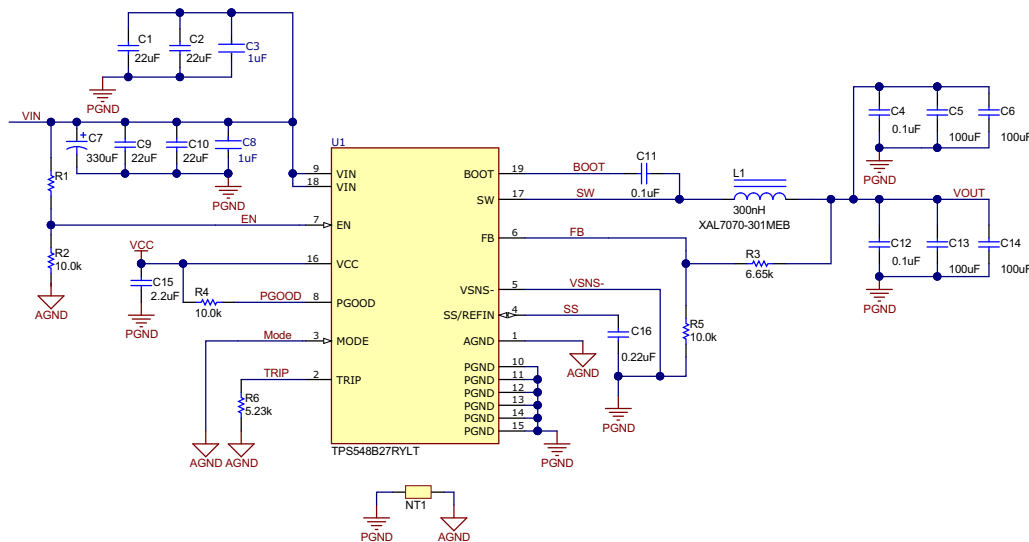 C1
22uF
C2
22uF
C3
1uF
PGND
VIN
C7
330uF
C9
22uF
C10
22uF
C8
1uF
PGND
R1
EN
R2
10.0k
AGND
VCC
C15
2.2uF
PGND
R4
10.0k
PGOOD
Mode
TRIP
R6
5.23k
AGND
AGND
U1
9 VIN
18 VIN
7 EN
16 VCC
8 PGOOD
3 MODE
2 TRIP
BOOT 19
SW 17
FB 6
VSNS- 5
SS/REFIN 4
AGND 1
PGND 10
PGND 11
PGND 12
PGND 13
PGND 14
PGND 15
TPS548B27RYLT
BOOT
C11
0.1uF
SW
L1
300nH
XAL7070-301MEB
FB
R3
6.65k
VSNS-
SS
C16
0.22uF
R5
10.0k
AGND
PGND
PGND
C4
0.1uF
C5
100uF
C6
100uF
PGND
VOUT
C12
0.1uF
C13
100uF
C14
100uF
PGND
NT1
PGND
AGND